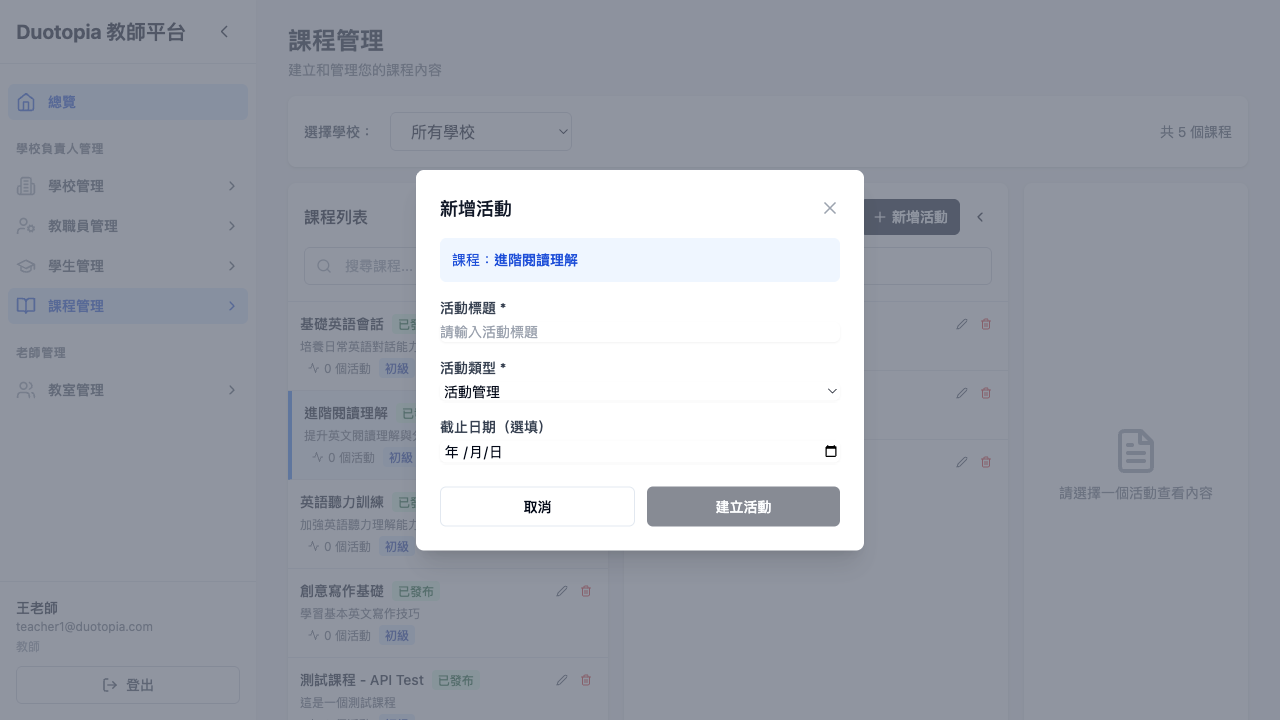 Duotopia 教師平台
總覽
學校負責人管理
學校管理
教職員管理
學生管理
課程管理
老師管理
教室管理
王老師
teacher1@duotopia.com
教師
登出
課程管理
建立和管理您的課程內容
選擇學校：
所有學校
共 5 個課程
課程列表
新增活動
搜尋課程...
基礎英語會話
培養日常英語對話能力
0 個活動 初級
進階閱讀理解
提升英文閱讀理解與
0 個活動 初級
英語聽力訓練
加強英語聽力理解能力
0 個活動 初級
創意寫作基礎 已發布
學習基本英文寫作技巧
0 個活動 初級
測試課程 - API Test 已發布
這是一個測試課程
請選擇一個活動查看內容
新增活動
課程：進階閱讀理解
活動標題 *
請輸入活動標題
活動類型 *
活動管理
截止日期（選填）
年 /月/日
取消
建立活動